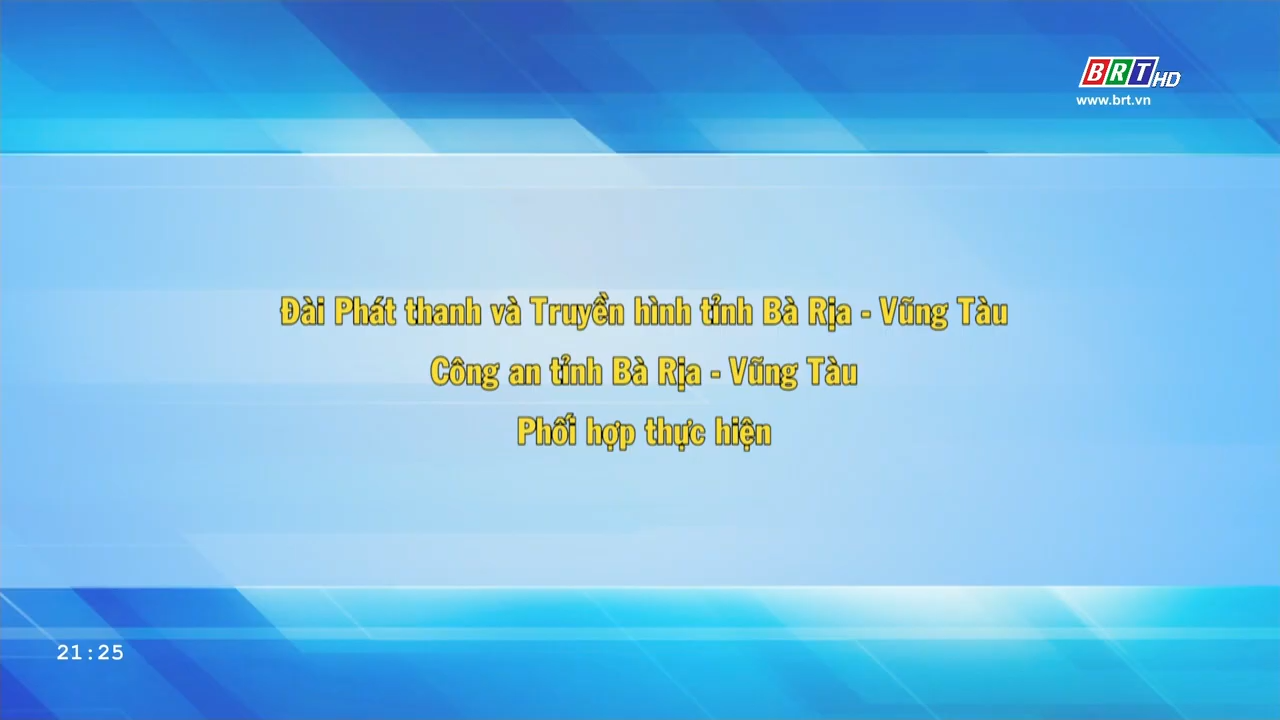 BRT HD
www.brt.vn
Đài Phát thanh và Truyền hình tỉnh Bà Rịa - Vũng Tàu
Công an tỉnh Bà Rịa - Vũng Tàu
Phối hợp thực hiện
21:25